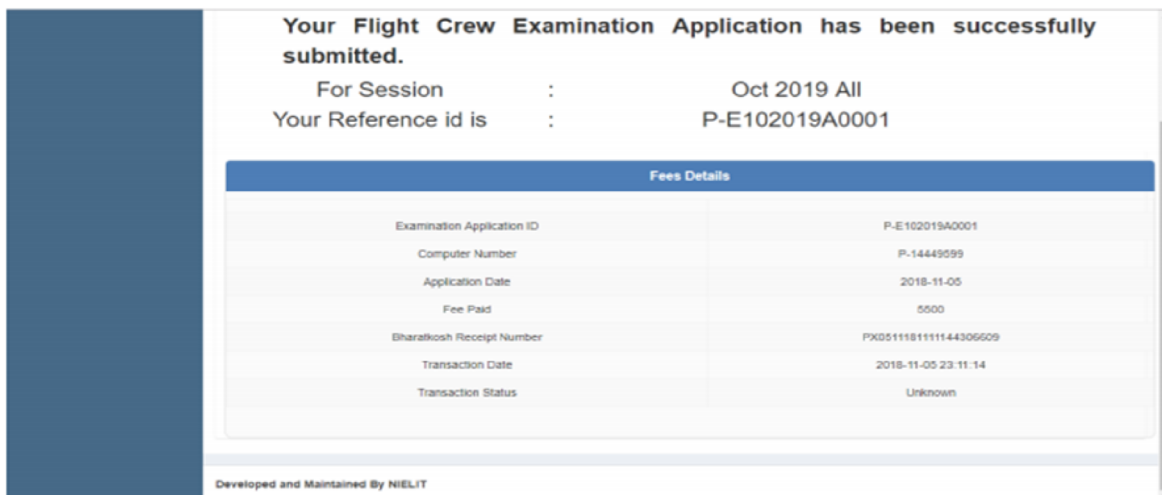 Your Flight Crew Examination Application has been successfully
submitted.
For Session : Oct 2019 All
Your Reference id is : P-E102019A0001
Fees Details
Examination Application ID P-E102019A0001
Computer Number P-14449599
Application Date 2018-11-05
Fee Paid 5500
Bharatkosh Receipt Number
Transaction Date 2018-11-05 23:11:14
Transaction Status Unknown
Developed and Maintained By NIELIT